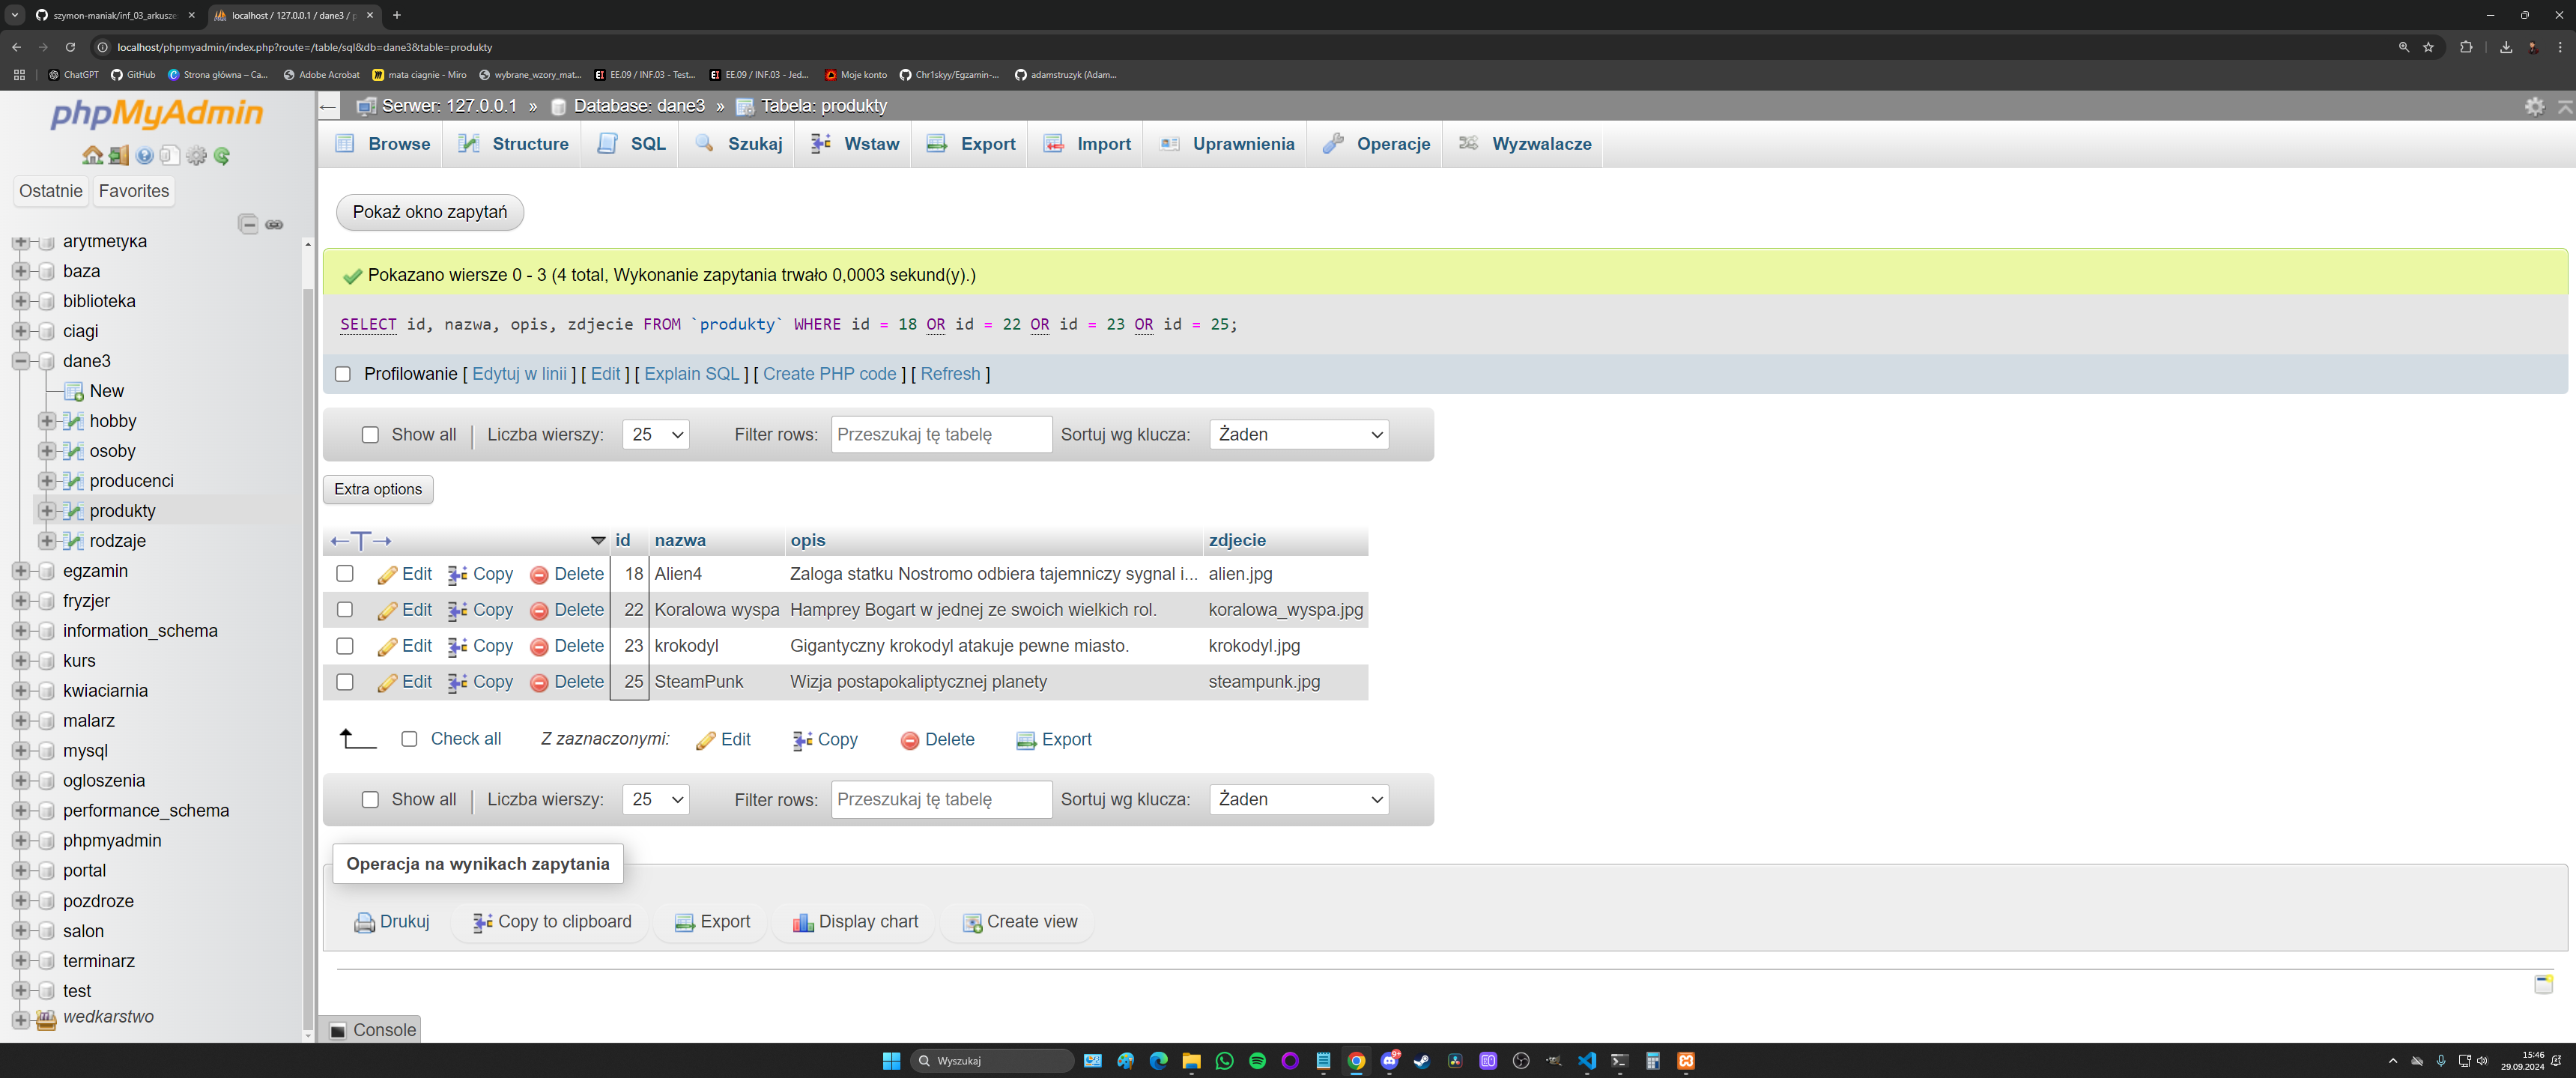 szymon-maniak/inf_03_arkusze
localhost / 127.0.0.1 / dane3 / p
localhost/phpmyadmin/index.php?route=/table/sql&db=dane3&table=produkty
ChatGPT
GitHub
Strona główna – Ca...
Adobe Acrobat
mata ciagnie - Miro
wybrane_wzory_mat...
EE.09 / INF.03 - Test...
EE.09 / INF.03 - Jed...
Moje konto
Chr1skyy/Egzamin-...
adamstruzyk (Adam...
phpMyAdmin
Ostatnie Favorites
arytmetyka
baza
biblioteka
ciagi
dane3
New
hobby
osoby
producenci
produkty
rodzaje
egzamin
fryzjer
information_schema
kurs
kwiaciarnia
malarz
mysql
ogloszenia
performance_schema
phpmyadmin
portal
pozdroze
salon
terminarz
test
wedkarstwo
Serwer: 127.0.0.1 » Database: dane3 » Tabela: produkty
Browse Structure SQL Szukaj Wstaw Export Import Uprawnienia Operacje Wyzwalacze
Pokaż okno zapytań
Pokazano wiersze 0 - 3 (4 total, Wykonanie zapytania trwało 0,0003 sekund(y).)
SELECT id, nazwa, opis, zdjecie FROM `produkty` WHERE id = 18 OR id = 22 OR id = 23 OR id = 25;
Profilowanie [ Edytuj w linii ] [ Edit ] [ Explain SQL ] [ Create PHP code ] [ Refresh ]
Show all | Liczba wierszy: 25 Filter rows: Przeszukaj tę tabelę Sortuj wg klucza: Żaden
Extra options
←T→ id nazwa opis zdjecie
Edit Copy Delete 18 Alien4 Zaloga statku Nostromo odbiera tajemniczy sygnal i... alien.jpg
Edit Copy Delete 22 Koralowa wyspa Hamprey Bogart w jednej ze swoich wielkich rol. koralowa_wyspa.jpg
Edit Copy Delete 23 krokodyl Gigantyczny krokodyl atakuje pewne miasto. krokodyl.jpg
Edit Copy Delete 25 SteamPunk Wizja postapokaliptycznej planety steampunk.jpg
Check all Z zaznaczonymi: Edit Copy Delete Export
Show all | Liczba wierszy: 25 Filter rows: Przeszukaj tę tabelę Sortuj wg klucza: Żaden
Operacja na wynikach zapytania
Drukuj Copy to clipboard Export Display chart Create view
Console
Wyszukaj
9+
15:46
29.09.2024